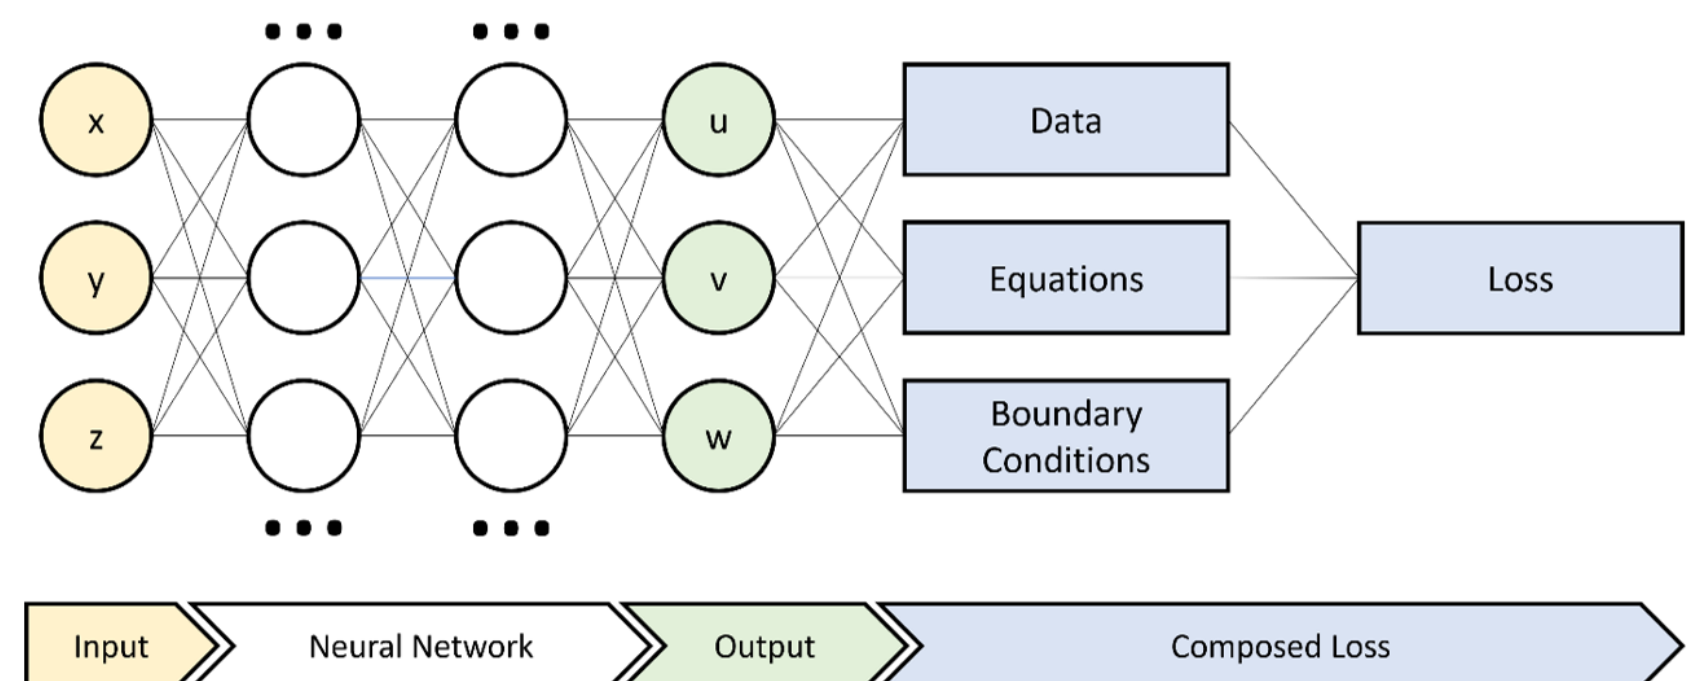 x
u
Data
y
v
Equations
Loss
z
w
Boundary
Conditions
Input
Neural Network
Output
Composed Loss